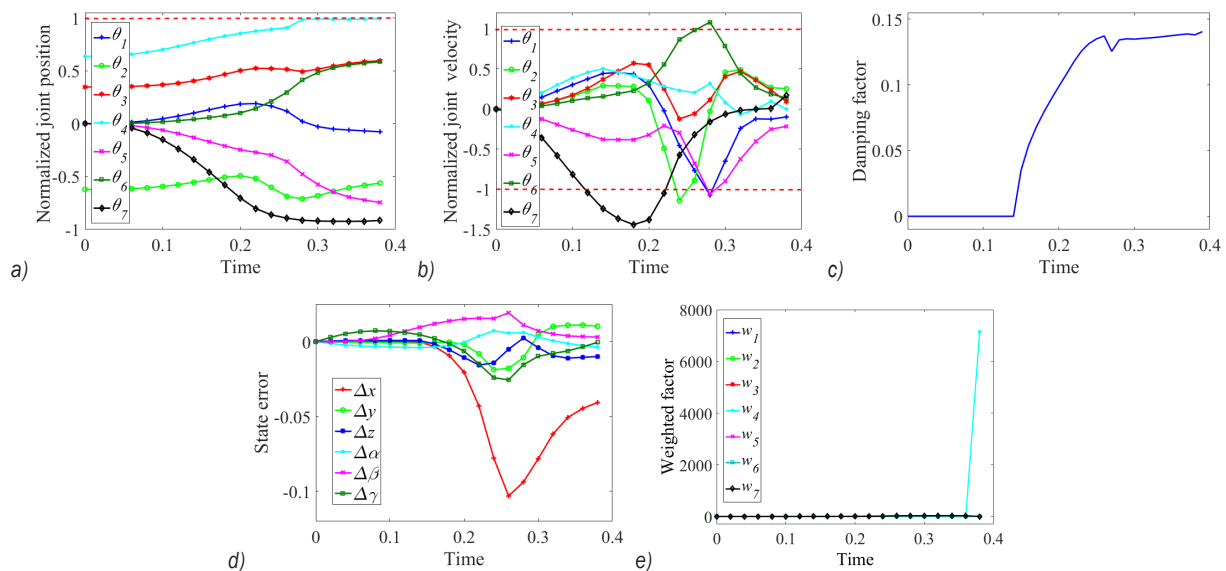 Normalized joint position
1
0.5
0
-0.5
-1
0
0.1
0.2
0.3
0.4
Time
θ1
θ2
θ3
θ4
θ5
θ6
θ7
a)
Normalized joint velocity
1
0.5
0
-0.5
-1
-1.5
0
0.1
0.2
0.3
0.4
Time
θ1
θ2
θ3
θ4
θ5
θ6
θ7
b)
Damping factor
0.15
0.1
0.05
0
0
0.1
0.2
0.3
0.4
Time
c)
State error
0
-0.05
-0.1
0
0.1
0.2
0.3
0.4
Time
Δx
Δy
Δz
Δα
Δβ
Δγ
d)
Weighted factor
8000
6000
4000
2000
0
0
0.1
0.2
0.3
0.4
Time
w1
w2
w3
w4
w5
w6
w7
e)